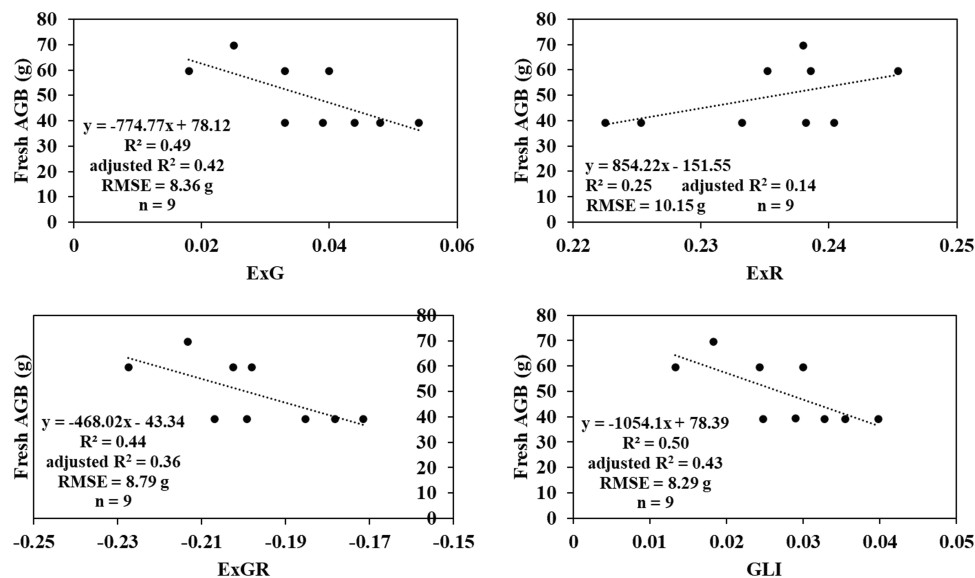 80
70
60
50
40
30
20
10
0
Fresh AGB (g)
y = -774.77x + 78.12
R² = 0.49
adjusted R² = 0.42
RMSE = 8.36 g
n = 9
0 0.02 0.04 0.06
ExG
80
70
60
50
40
30
20
10
0
Fresh AGB (g)
y = 854.22x - 151.55
R² = 0.25 adjusted R² = 0.14
RMSE = 10.15 g n = 9
0.22 0.23 0.24 0.25
ExR
80
70
60
50
40
30
20
10
0
Fresh AGB (g)
y = -468.02x - 43.34
R² = 0.44
adjusted R² = 0.36
RMSE = 8.79 g
n = 9
-0.25 -0.23 -0.21 -0.19 -0.17 -0.15
ExGR
80
70
60
50
40
30
20
10
0
Fresh AGB (g)
y = -1054.1x + 78.39
R² = 0.50
adjusted R² = 0.43
RMSE = 8.29 g
n = 9
0 0.01 0.02 0.03 0.04 0.05
GLI